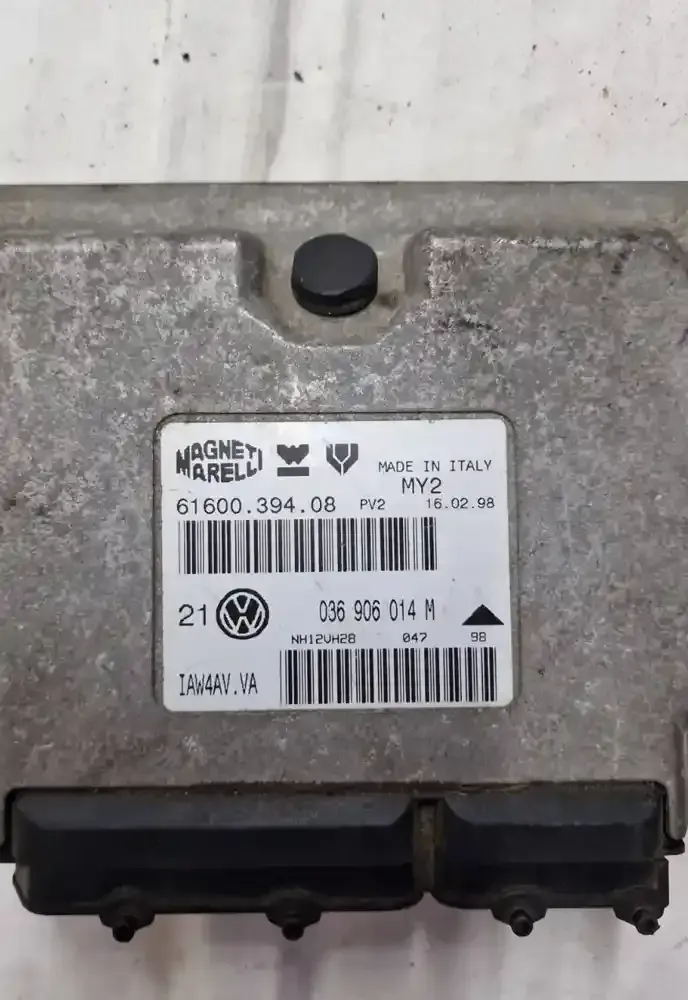 MAGNETI MARELLI MADE IN ITALY
MY2
61600.394.08 PV2 16.02.98
21 VW 036 906 014 M
NH12VH28 047 98
IAW4AV.VA